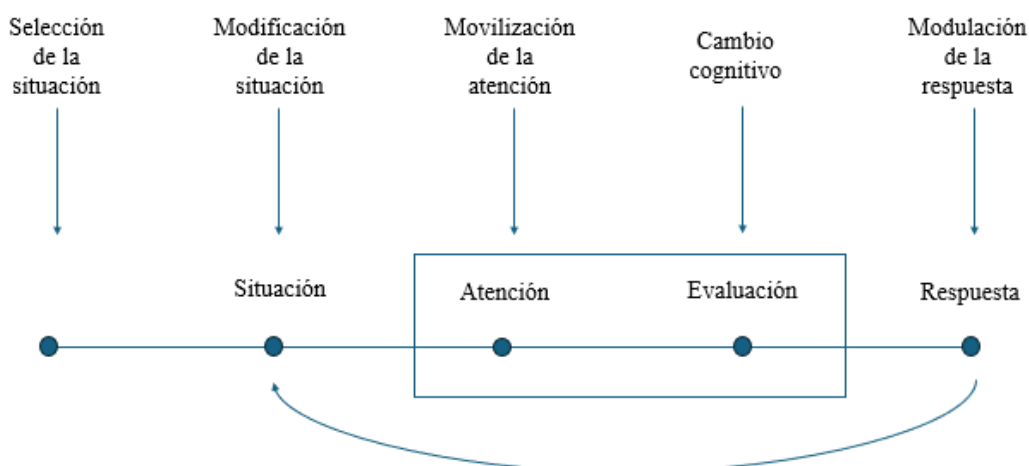 Selección
de la
situación
Modificación
de la
situación
Movilización
de la
atención
Cambio
cognitivo
Modulación
de la
respuesta
Situación
Atención
Evaluación
Respuesta